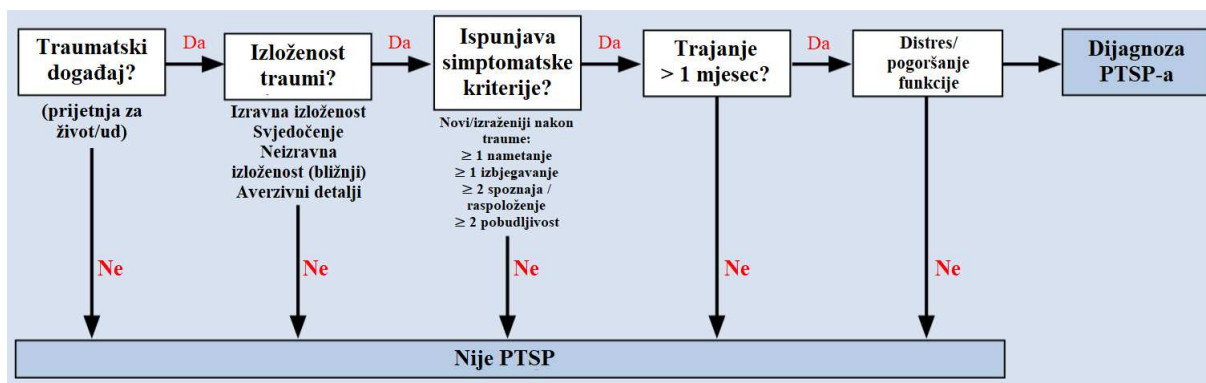 Traumatski
događaj?
(prijetnja za
život/ud)
Da
Izloženost
traumi?
Izravna izloženost
Svjedočenje
Neizravna
izloženost (bližnji)
Averzivni detalji
Da
Ispunjava
simptomatske
kriterije?
Novi/izraženiji nakon
traume:
≥ 1 nametanje
≥ 1 izbjegavanje
≥ 2 spoznaja /
raspoloženje
≥ 2 pobudljivost
Da
Trajanje
> 1 mjesec?
Da
Distres/
pogoršanje
funkcije
Dijagnoza
PTSP-a
Ne
Ne
Ne
Ne
Ne
Nije PTSP